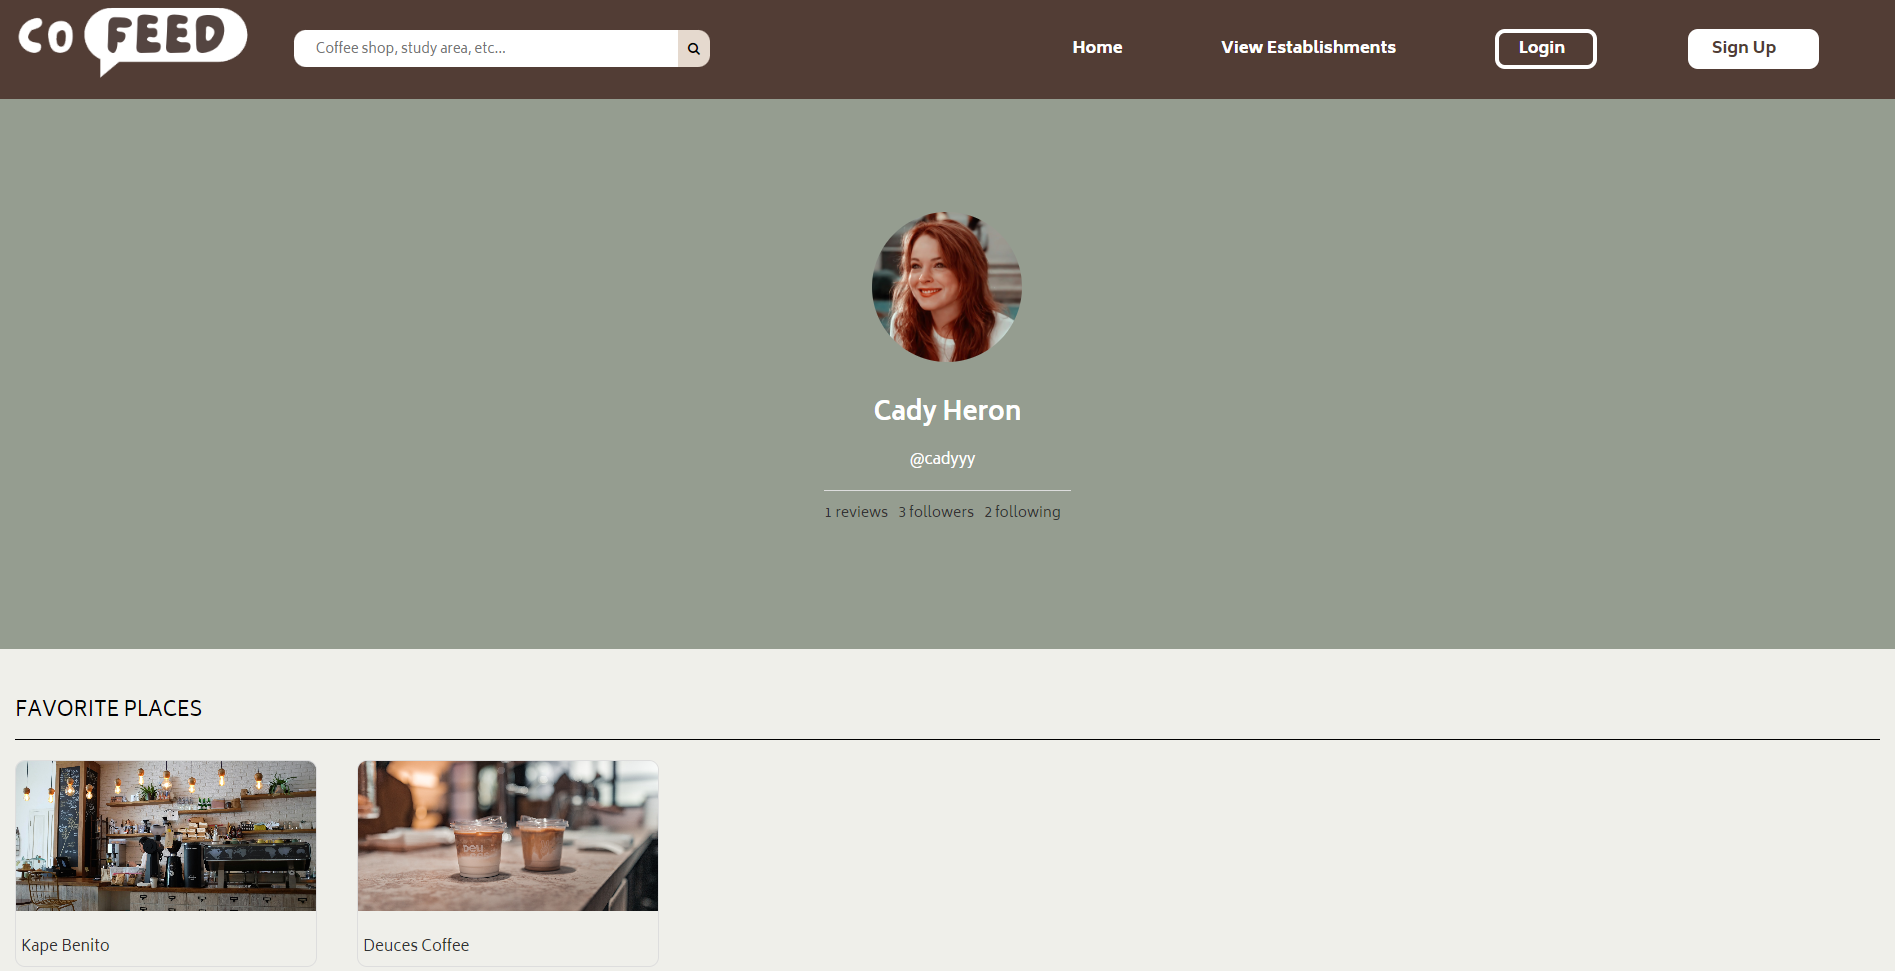 CO FEED
Coffee shop, study area, etc...
Home
View Establishments
Login
Sign Up
Cady Heron
@cadyyy
1 reviews 3 followers 2 following
FAVORITE PLACES
Kape Benito
Deuces Coffee